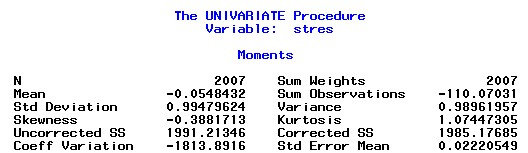 The UNIVARIATE Procedure
Variable: stres
Moments
N 2007 Sum Weights 2007
Mean -0.0548432 Sum Observations -110.07031
Std Deviation 0.99479624 Variance 0.98961957
Skewness -0.3881713 Kurtosis 1.07447305
Uncorrected SS 1991.21346 Corrected SS 1985.17685
Coeff Variation -1813.8916 Std Error Mean 0.02220549